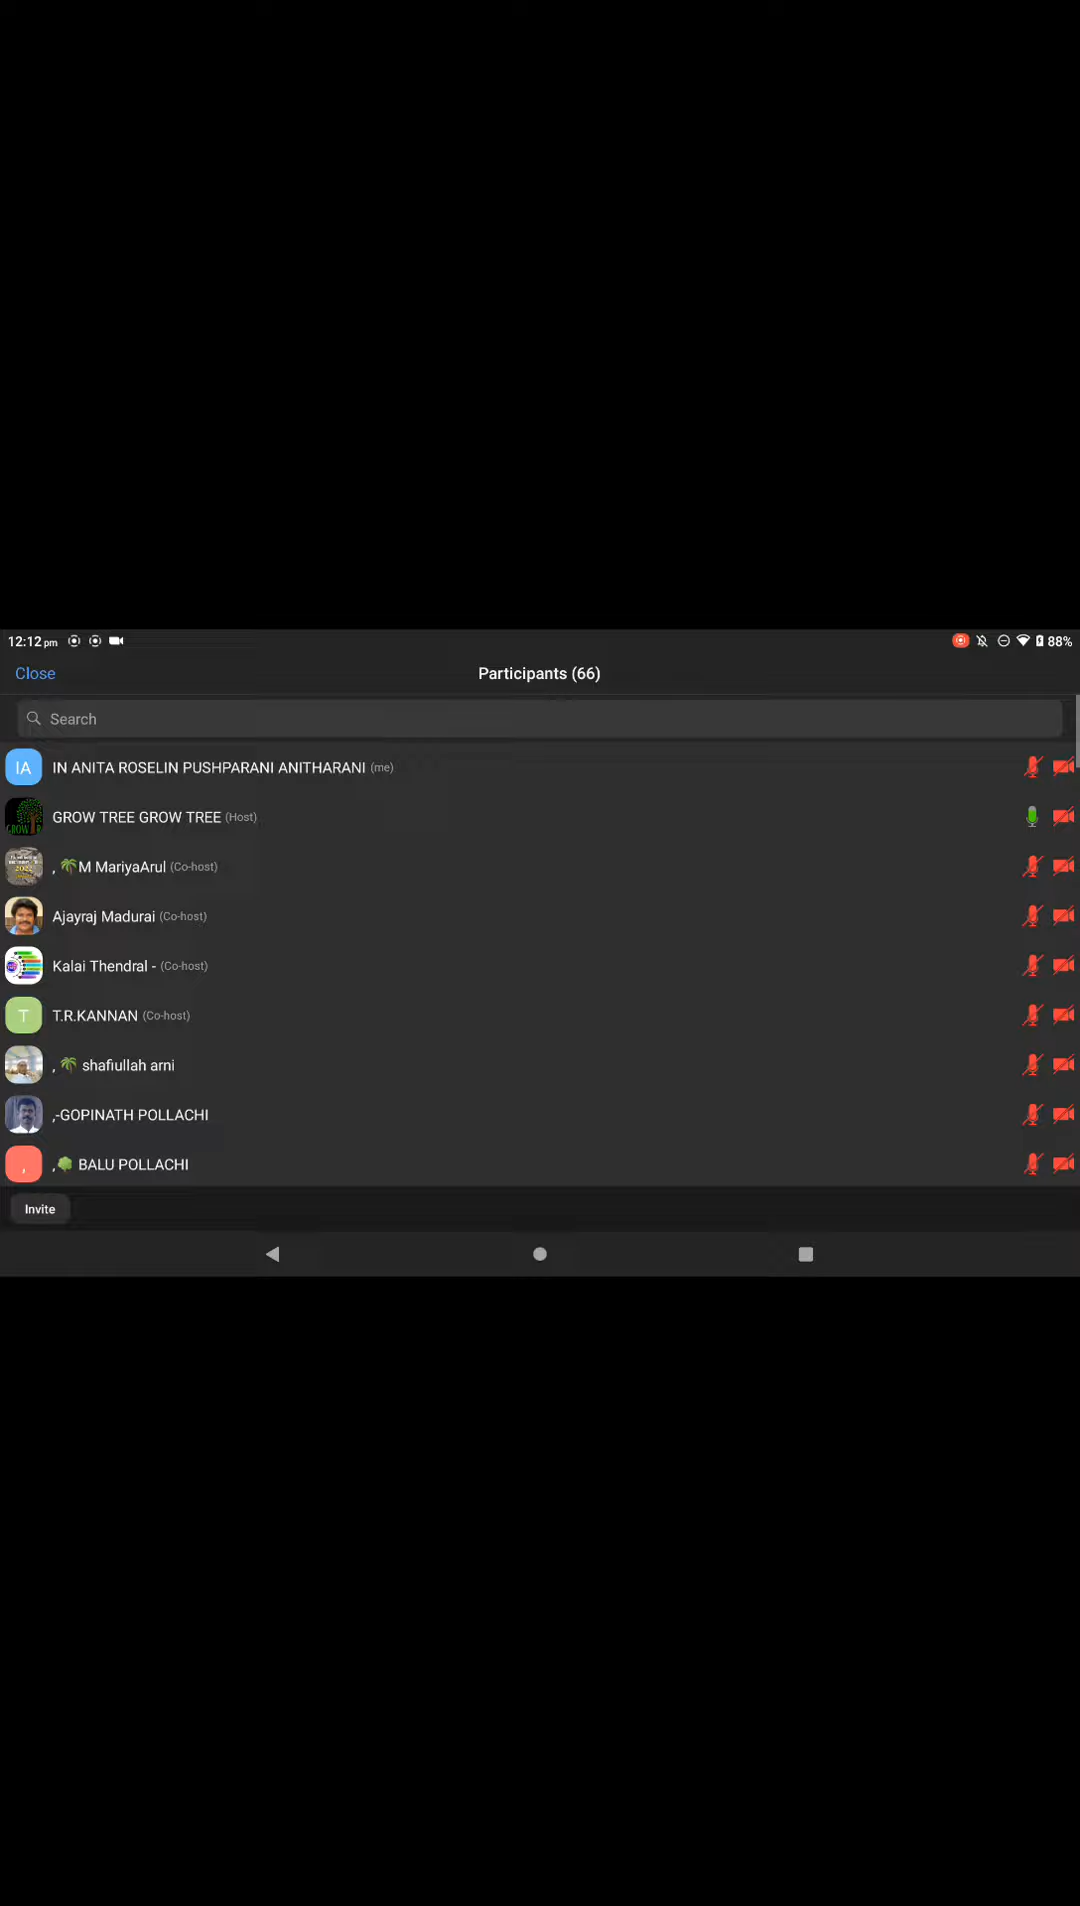 12:12 pm 88%
Close Participants (66)
Search
IA IN ANITA ROSELIN PUSHPARANI ANITHARANI (me)
GROW TREE GROW TREE (Host)
, 🌴M MariyaArul (Co-host)
Ajayraj Madurai (Co-host)
Kalai Thendral - (Co-host)
T T.R.KANNAN (Co-host)
, 🌴 shafiullah arni
,-GOPINATH POLLACHI
, ,🌳 BALU POLLACHI
Invite